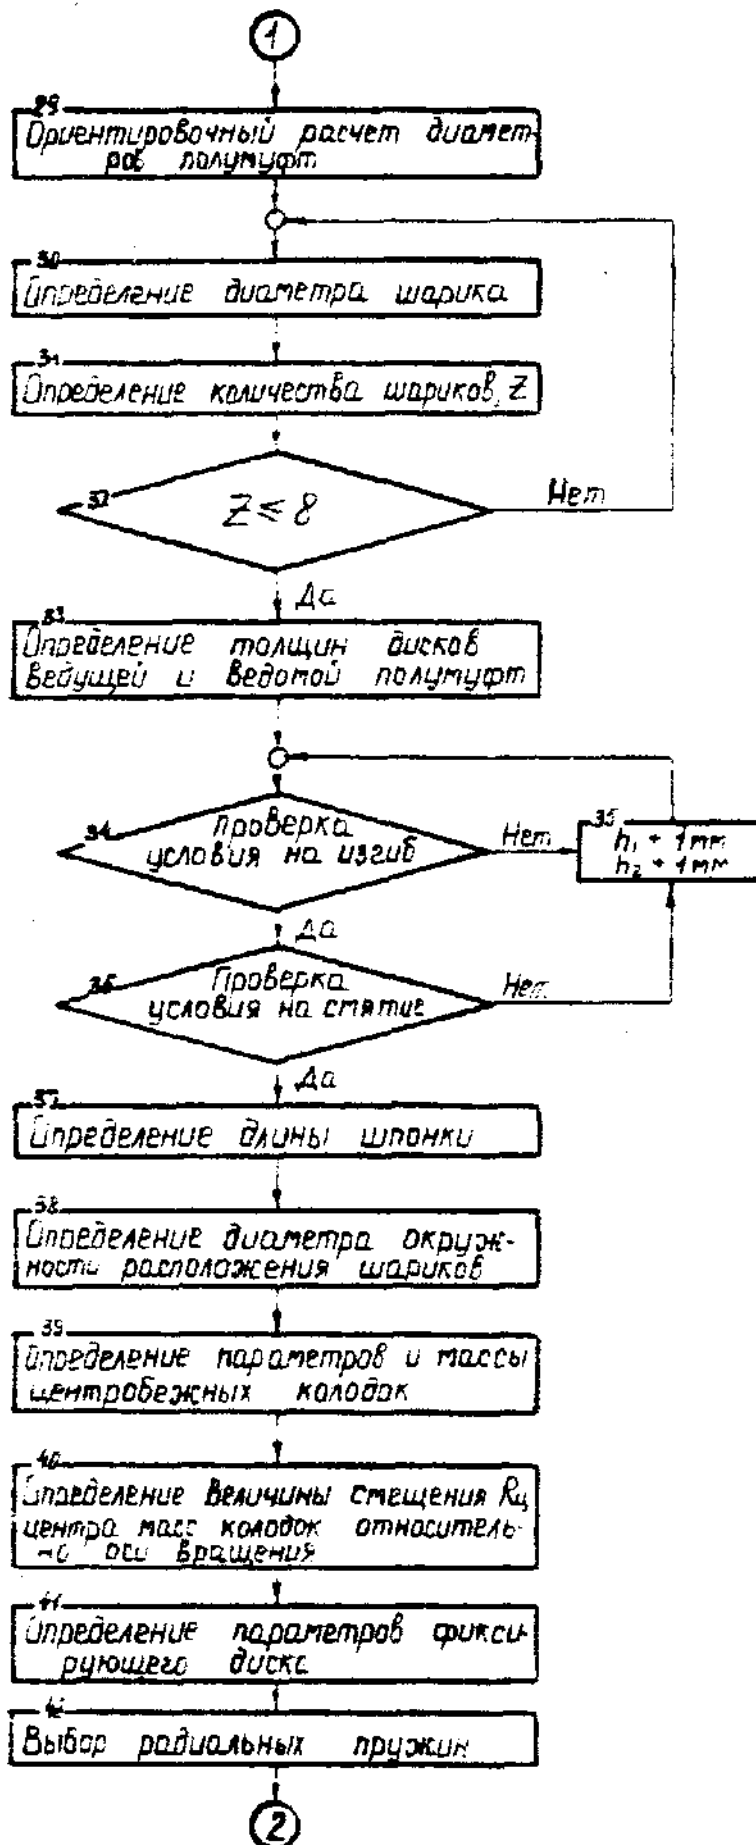 1
29
Ориентировочный расчет диамет-
ров полумуфт
30
Определение диаметра шарика
31
Определение количества шариков, Z
32
Z ≤ 8
Нет
Да
33
Определение толщин дисков
ведущей и ведомой полумуфт
34
Проверка
условия на изгиб
Нет
35
h₁ + 1мм
h₂ + 1мм
Да
36
Проверка
условия на смятие
Нет
Да
37
Определение длины шпонки
38
Определение диаметра окруж-
ности расположения шариков
39
Определение параметров и массы
центробежных колодок
40
Определение величины смещения Rц
центра масс колодок относитель-
но оси вращения
41
Определение параметров фикси-
рующего диска
42
Выбор радиальных пружин
2